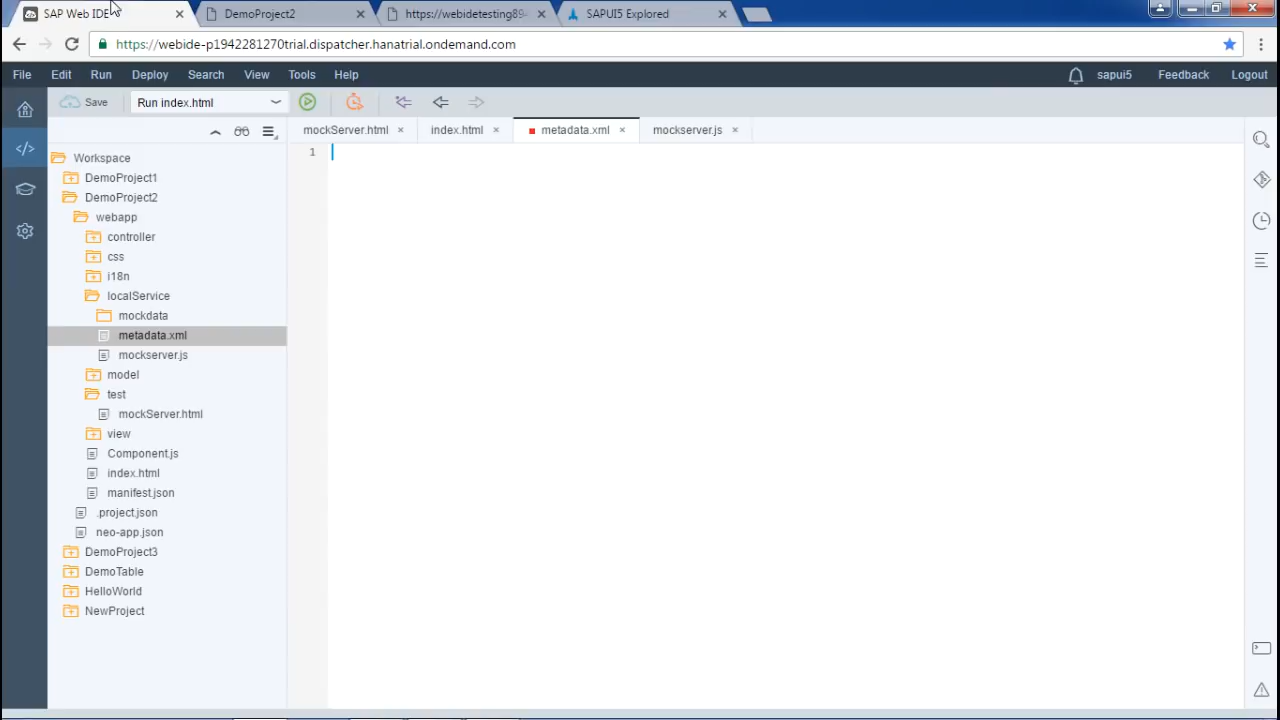 SAP Web IDE
DemoProject2
https://webidetesting89
SAPUI5 Explored
https://webide-p1942281270trial.dispatcher.hanatrial.ondemand.com
File Edit Run Deploy Search View Tools Help
sapui5 Feedback Logout
Save
Run index.html
mockServer.html
index.html
metadata.xml
mockserver.js
1
Workspace
DemoProject1
DemoProject2
webapp
controller
css
i18n
localService
mockdata
metadata.xml
mockserver.js
model
test
mockServer.html
view
Component.js
index.html
manifest.json
.project.json
neo-app.json
DemoProject3
DemoTable
HelloWorld
NewProject